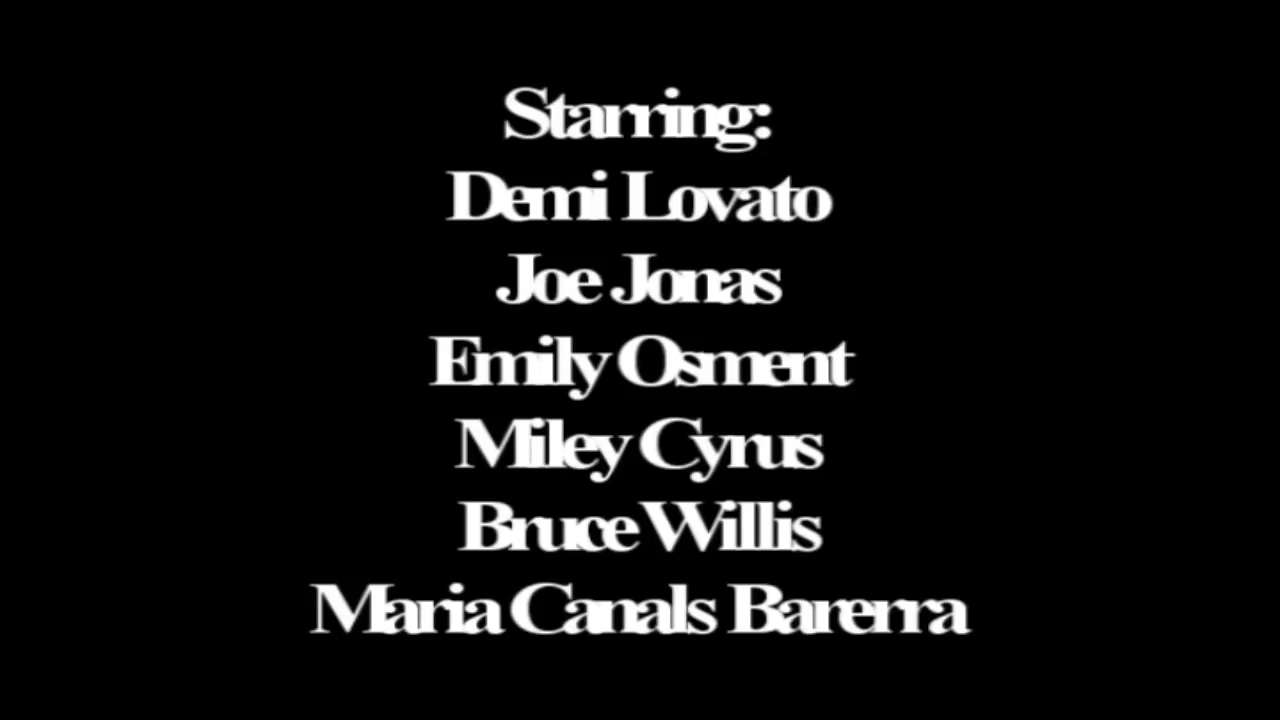 Starring:
Demi Lovato
Joe Jonas
Emily Osment
Miley Cyrus
Bruce Willis
Maria Canals Barerra